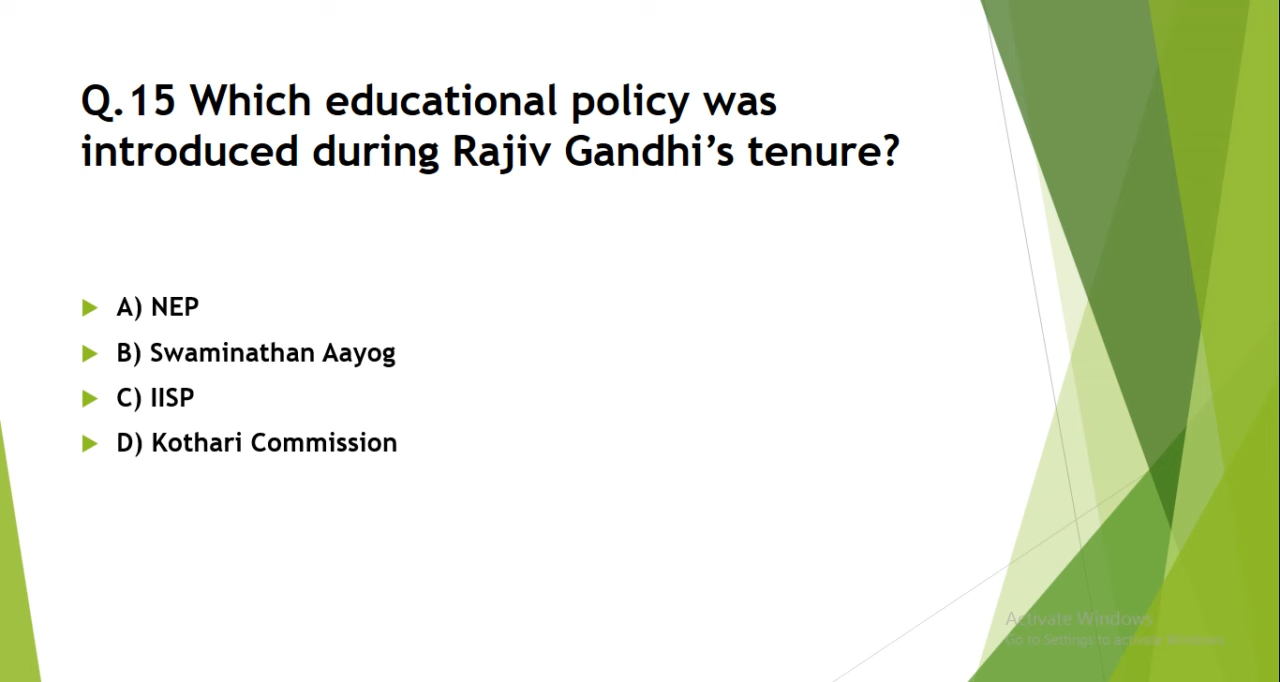 Q.15 Which educational policy was
introduced during Rajiv Gandhi’s tenure?
A) NEP
B) Swaminathan Aayog
C) IISP
D) Kothari Commission
Activate Windows
Go to Settings to activate Windows.